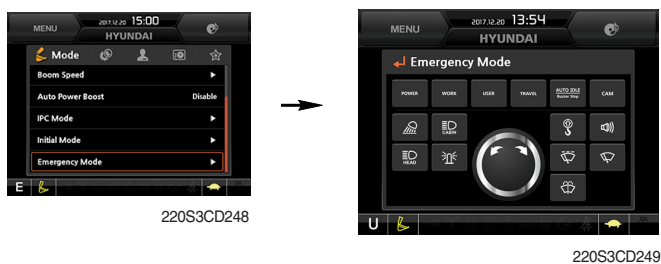 MENU
2017.12.20 15:00
HYUNDAI
Mode
Boom Speed
Auto Power Boost Disable
IPC Mode
Initial Mode
Emergency Mode
E
220S3CD248
MENU
2017.12.20 13:54
HYUNDAI
Emergency Mode
POWER WORK USER TRAVEL AUTO IDLE Buzzer Stop CAM
CABIN
HEAD
U
220S3CD249